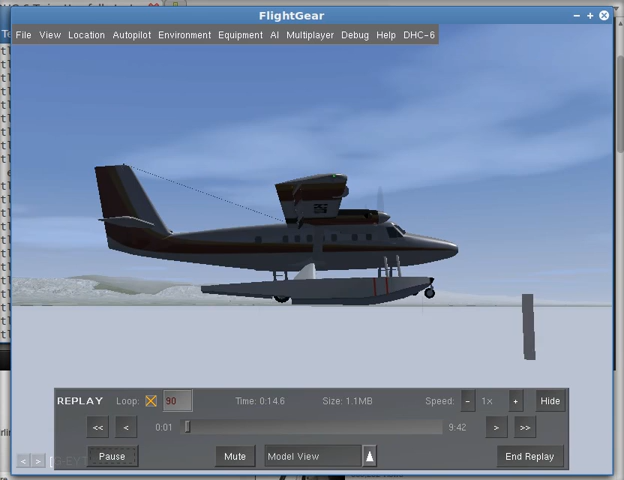 FlightGear
File View Location Autopilot Environment Equipment AI Multiplayer Debug Help DHC-6
REPLAY Loop: 90 Time: 0:14.6 Size: 1.1MB Speed: - 1x + Hide
<< < 0:01 9:42 > >>
< > Pause Mute Model View End Replay